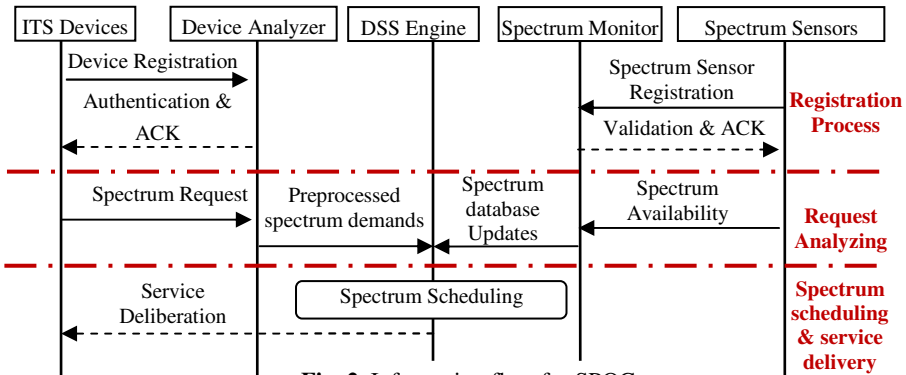 ITS Devices
Device Analyzer
DSS Engine
Spectrum Monitor
Spectrum Sensors
Device Registration
Authentication &
ACK
Spectrum Sensor
Registration
Validation & ACK
Registration
Process
Spectrum Request
Preprocessed
spectrum demands
Spectrum
database
Updates
Spectrum
Availability
Request
Analyzing
Service
Deliberation
Spectrum Scheduling
Spectrum
scheduling
& service
delivery